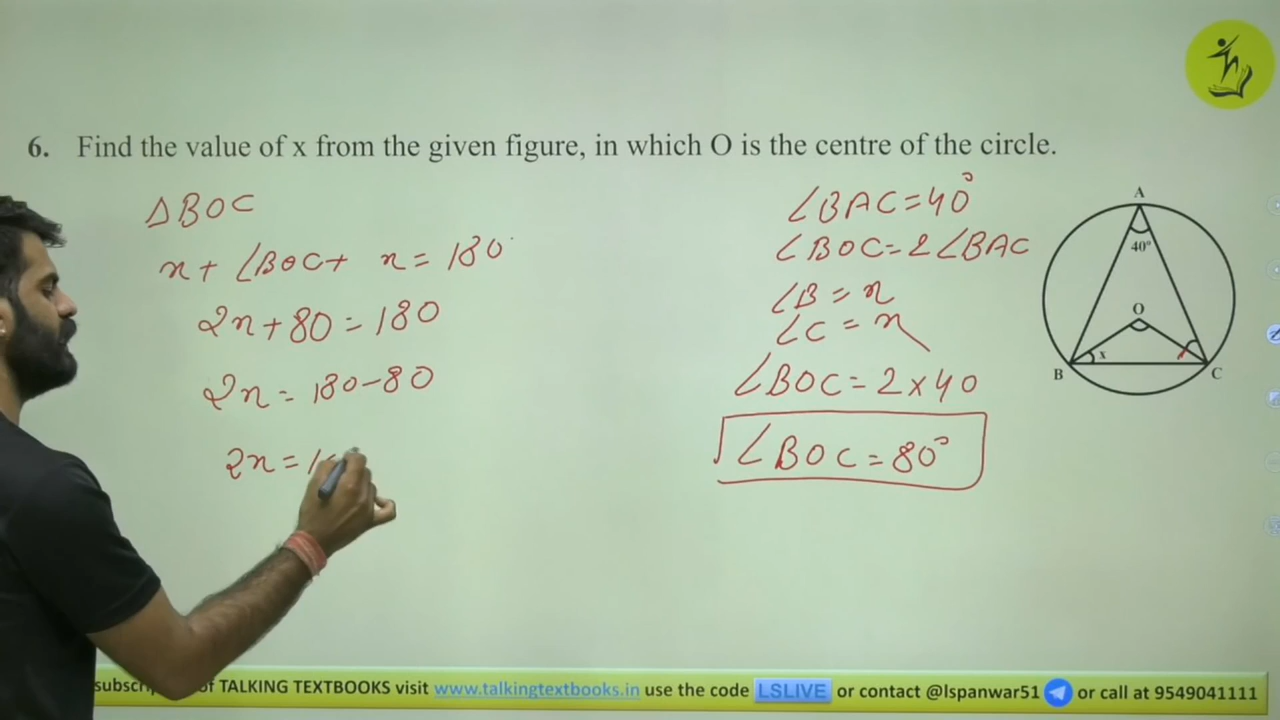 6. Find the value of x from the given figure, in which O is the centre of the circle.
△BOC
x + ∠BOC + x = 180°
2x + 80 = 180
2x = 180 - 80
2x =
∠BAC = 40°
∠BOC = 2∠BAC
∠B = x
∠C = x
∠BOC = 2 x 40
∠BOC = 80°
A
40°
O
x
B
C
of TALKING TEXTBOOKS visit www.talkingtextbooks.in use the code LSLIVE or contact @lspanwar51 or call at 9549041111